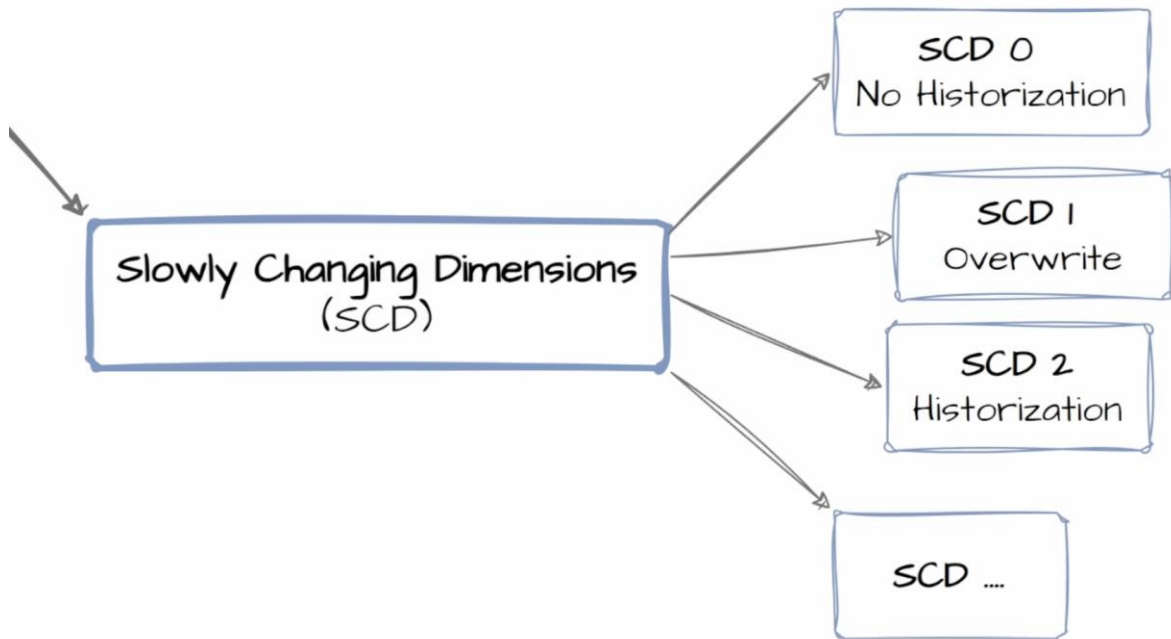 SCD 0
No Historization
SCD 1
Overwrite
Slowly Changing Dimensions
(SCD)
SCD 2
Historization
SCD ....